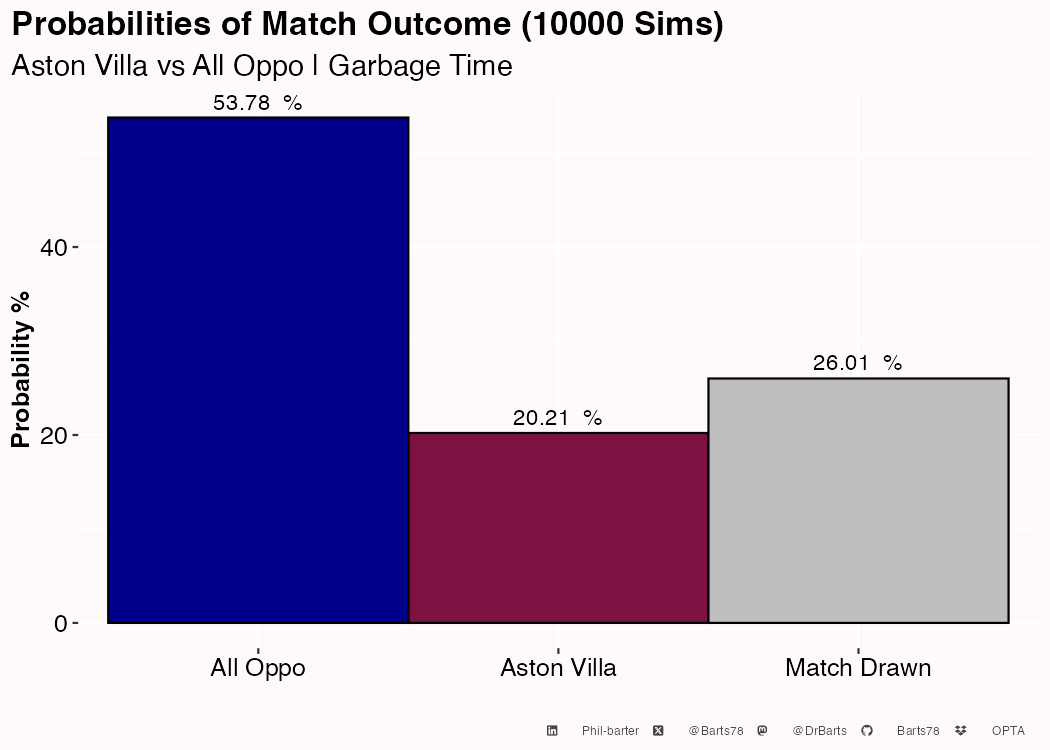 Probabilities of Match Outcome (10000 Sims)
Aston Villa vs All Oppo | Garbage Time
53.78 %
26.01 %
20.21 %
Probability %
40
20
0
All Oppo Aston Villa Match Drawn
Phil-barter @Barts78 @DrBarts Barts78 OPTA